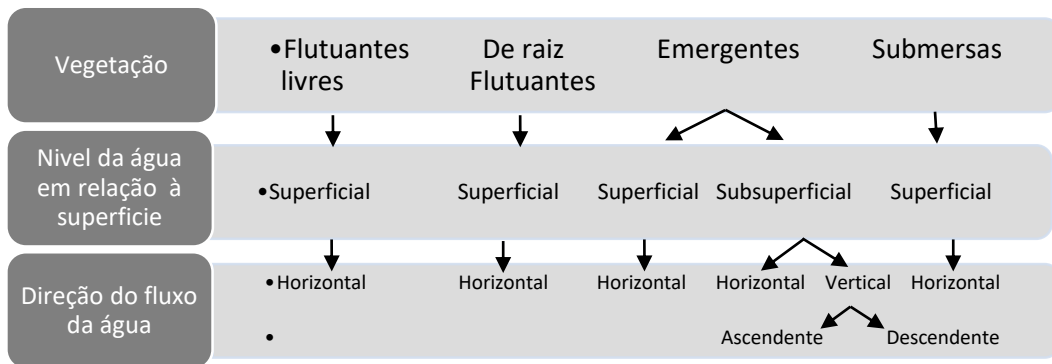 Vegetação
•Flutuantes livres
De raiz Flutuantes
Emergentes
Submersas
Nivel da água
em relação à
superficie
•Superficial
Superficial
Superficial
Subsuperficial
Superficial
Direção do fluxo
da água
•Horizontal
Horizontal
Horizontal
Horizontal
Vertical
Horizontal
•
Ascendente
Descendente